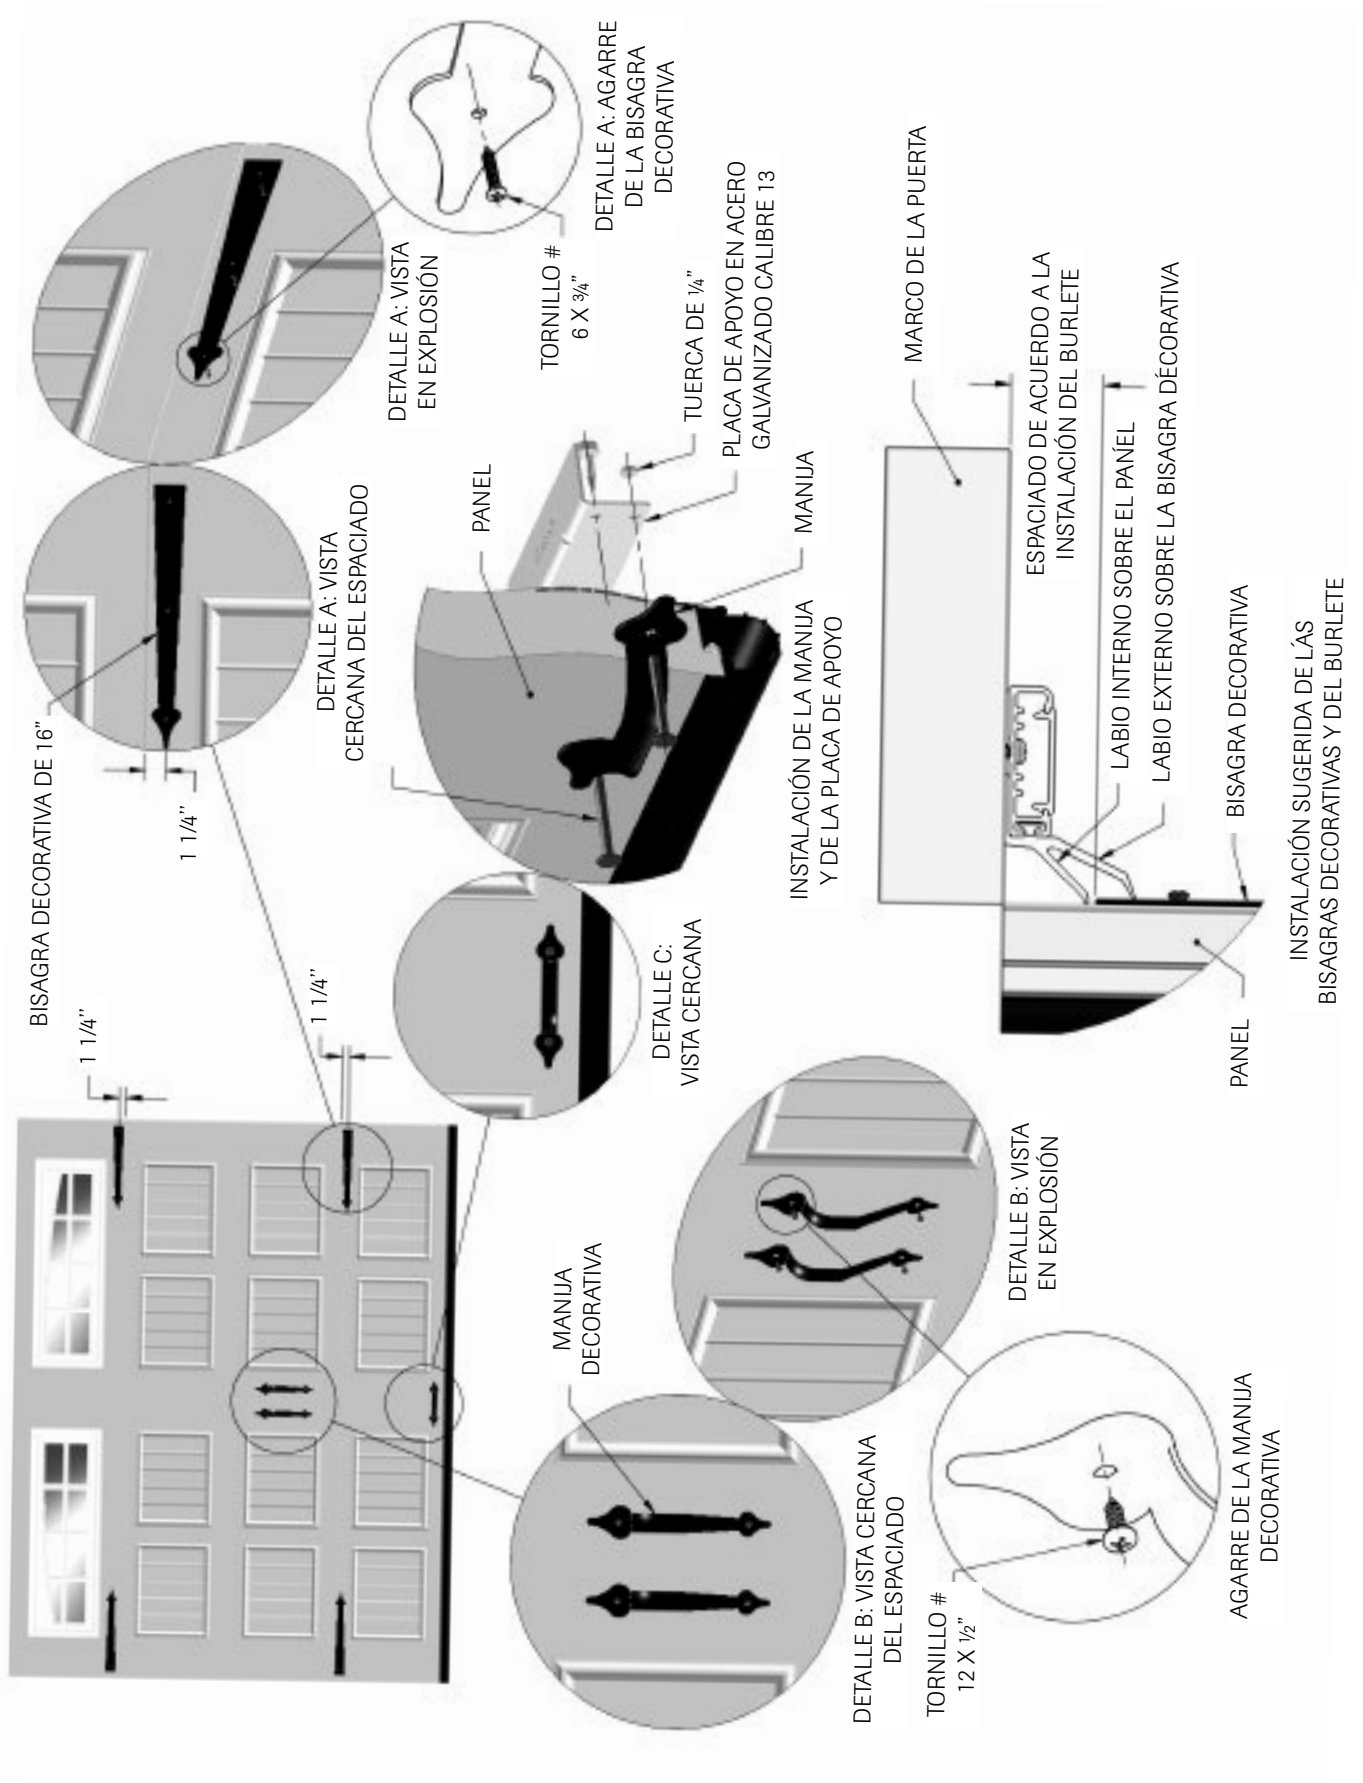 BISAGRA DECORATIVA DE 16”
1 1/4”
1 1/4”
1 1/4”
DETALLE A: VISTA
CERCANA DEL ESPACIADO
DETALLE A: VISTA
EN EXPLOSIÓN
TORNILLO #
6 X ¾”
DETALLE A: AGARRE
DE LA BISAGRA
DECORATIVA
PANEL
TUERCA DE ¼”
PLACA DE APOYO EN ACERO
GALVANIZADO CALIBRE 13
MANIJA
INSTALACIÓN DE LA MANIJA
Y DE LA PLACA DE APOYO
DETALLE C:
VISTA CERCANA
MANIJA
DECORATIVA
DETALLE B: VISTA CERCANA
DEL ESPACIADO
DETALLE B: VISTA
EN EXPLOSIÓN
TORNILLO #
12 X ½”
AGARRE DE LA MANIJA
DECORATIVA
MARCO DE LA PUERTA
ESPACIADO DE ACUERDO A LA
INSTALACIÓN DEL BURLETE
LABIO INTERNO SOBRE EL PANEL
LABIO EXTERNO SOBRE LA BISAGRA DECORATIVA
BISAGRA DECORATIVA
PANEL
INSTALACIÓN SUGERIDA DE LÁS
BISAGRAS DECORATIVAS Y DEL BURLETE